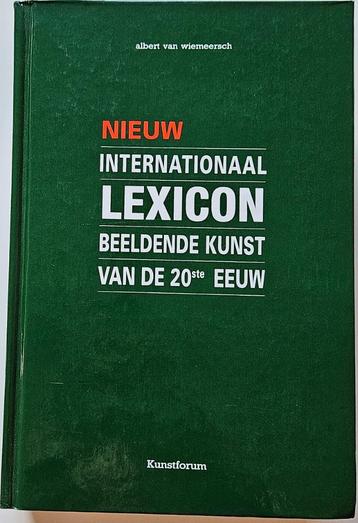 albert van wiemeersch
NIEUW
INTERNATIONAAL
LEXICON
BEELDENDE KUNST
VAN DE 20ste EEUW
Kunstforum